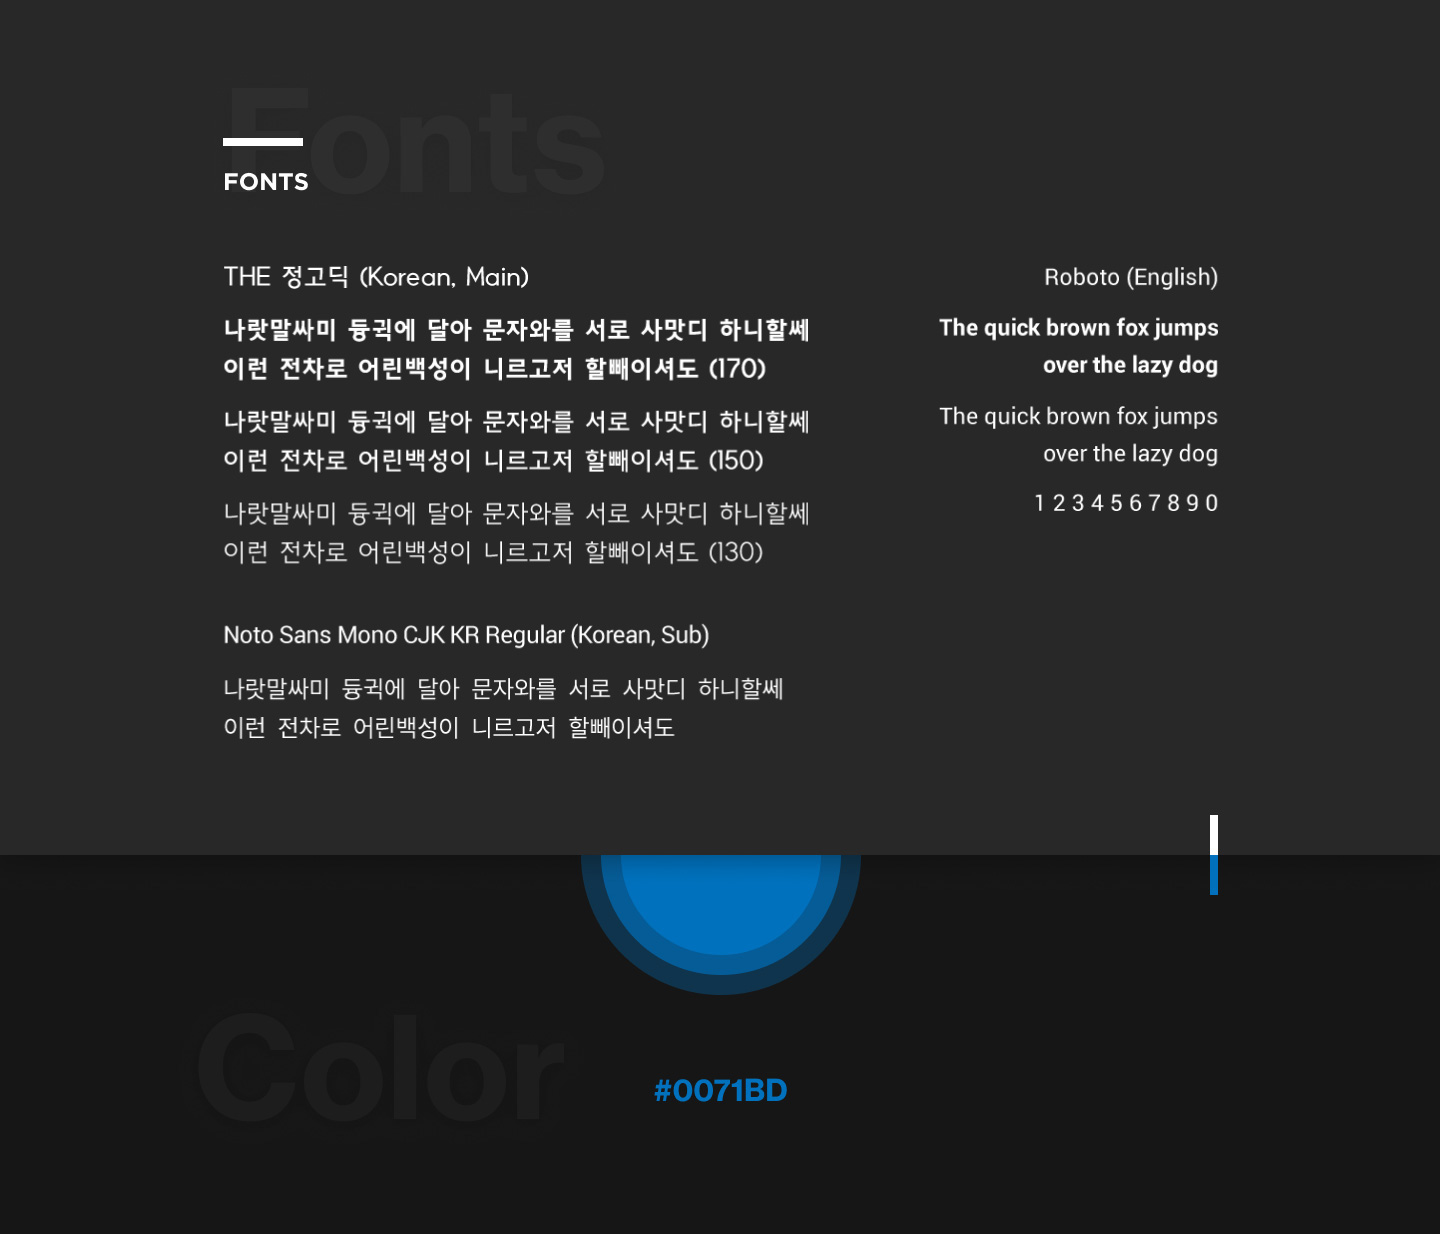 Fonts
FONTS
THE 정고딕 (Korean, Main)
나랏말싸미 듕귁에 달아 문자와를 서로 사맛디 하니할쎄
이런 전차로 어린백성이 니르고저 할빼이셔도 (170)
나랏말싸미 듕귁에 달아 문자와를 서로 사맛디 하니할쎄
이런 전차로 어린백성이 니르고저 할빼이셔도 (150)
나랏말싸미 듕귁에 달아 문자와를 서로 사맛디 하니할쎄
이런 전차로 어린백성이 니르고저 할빼이셔도 (130)
Noto Sans Mono CJK KR Regular (Korean, Sub)
나랏말싸미 듕귁에 달아 문자와를 서로 사맛디 하니할쎄
이런 전차로 어린백성이 니르고저 할빼이셔도
Roboto (English)
The quick brown fox jumps
over the lazy dog
The quick brown fox jumps
over the lazy dog
1 2 3 4 5 6 7 8 9 0
Color
#0071BD